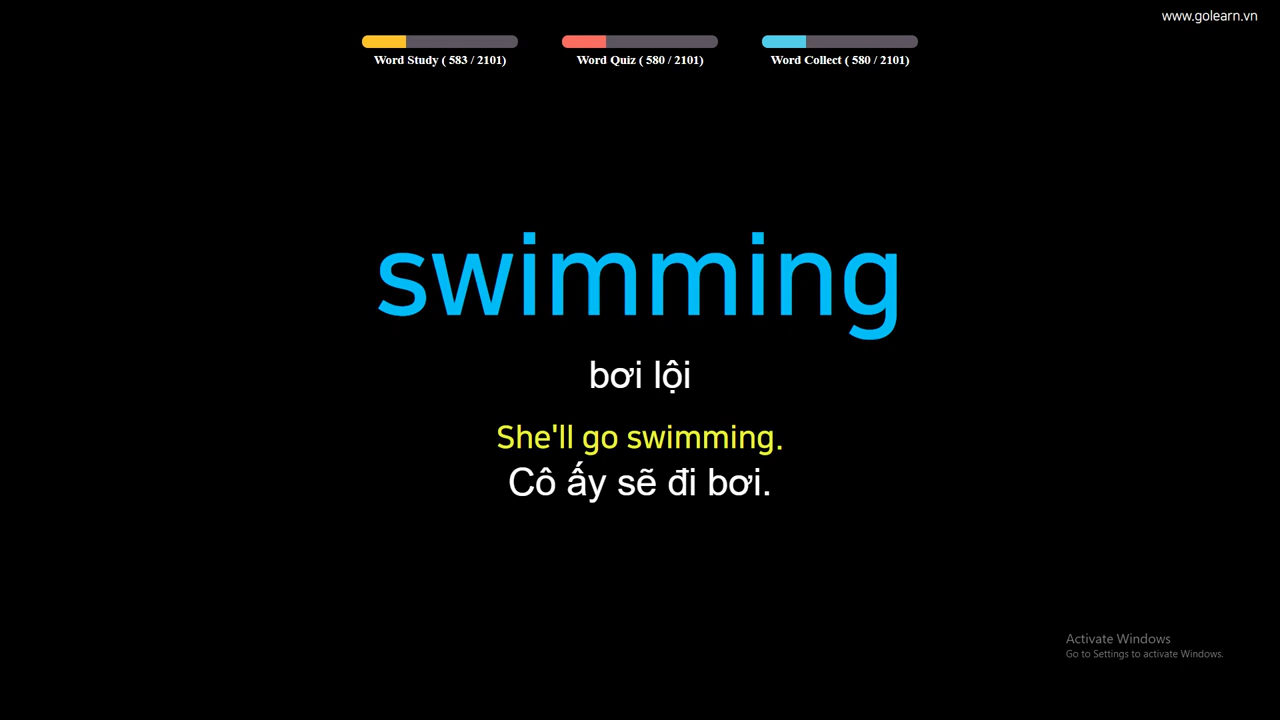 www.golearn.vn
Word Study ( 583 / 2101)
Word Quiz ( 580 / 2101)
Word Collect ( 580 / 2101)
swimming
bơi lội
She'll go swimming.
Cô ấy sẽ đi bơi.
Activate Windows
Go to Settings to activate Windows.